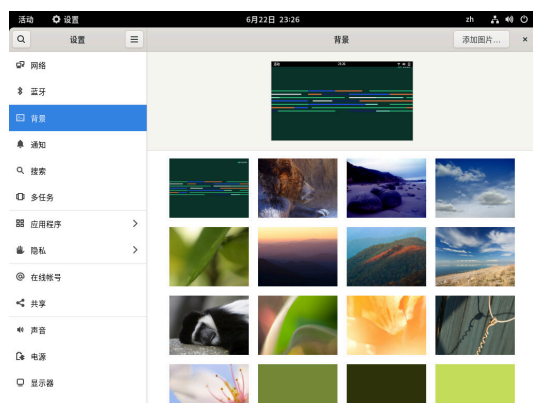 活动 设置 6月22日 23:26 zh
设置 背景 添加图片...
网络
蓝牙
背景
通知
搜索
多任务
应用程序
隐私
在线帐号
共享
声音
电源
显示器